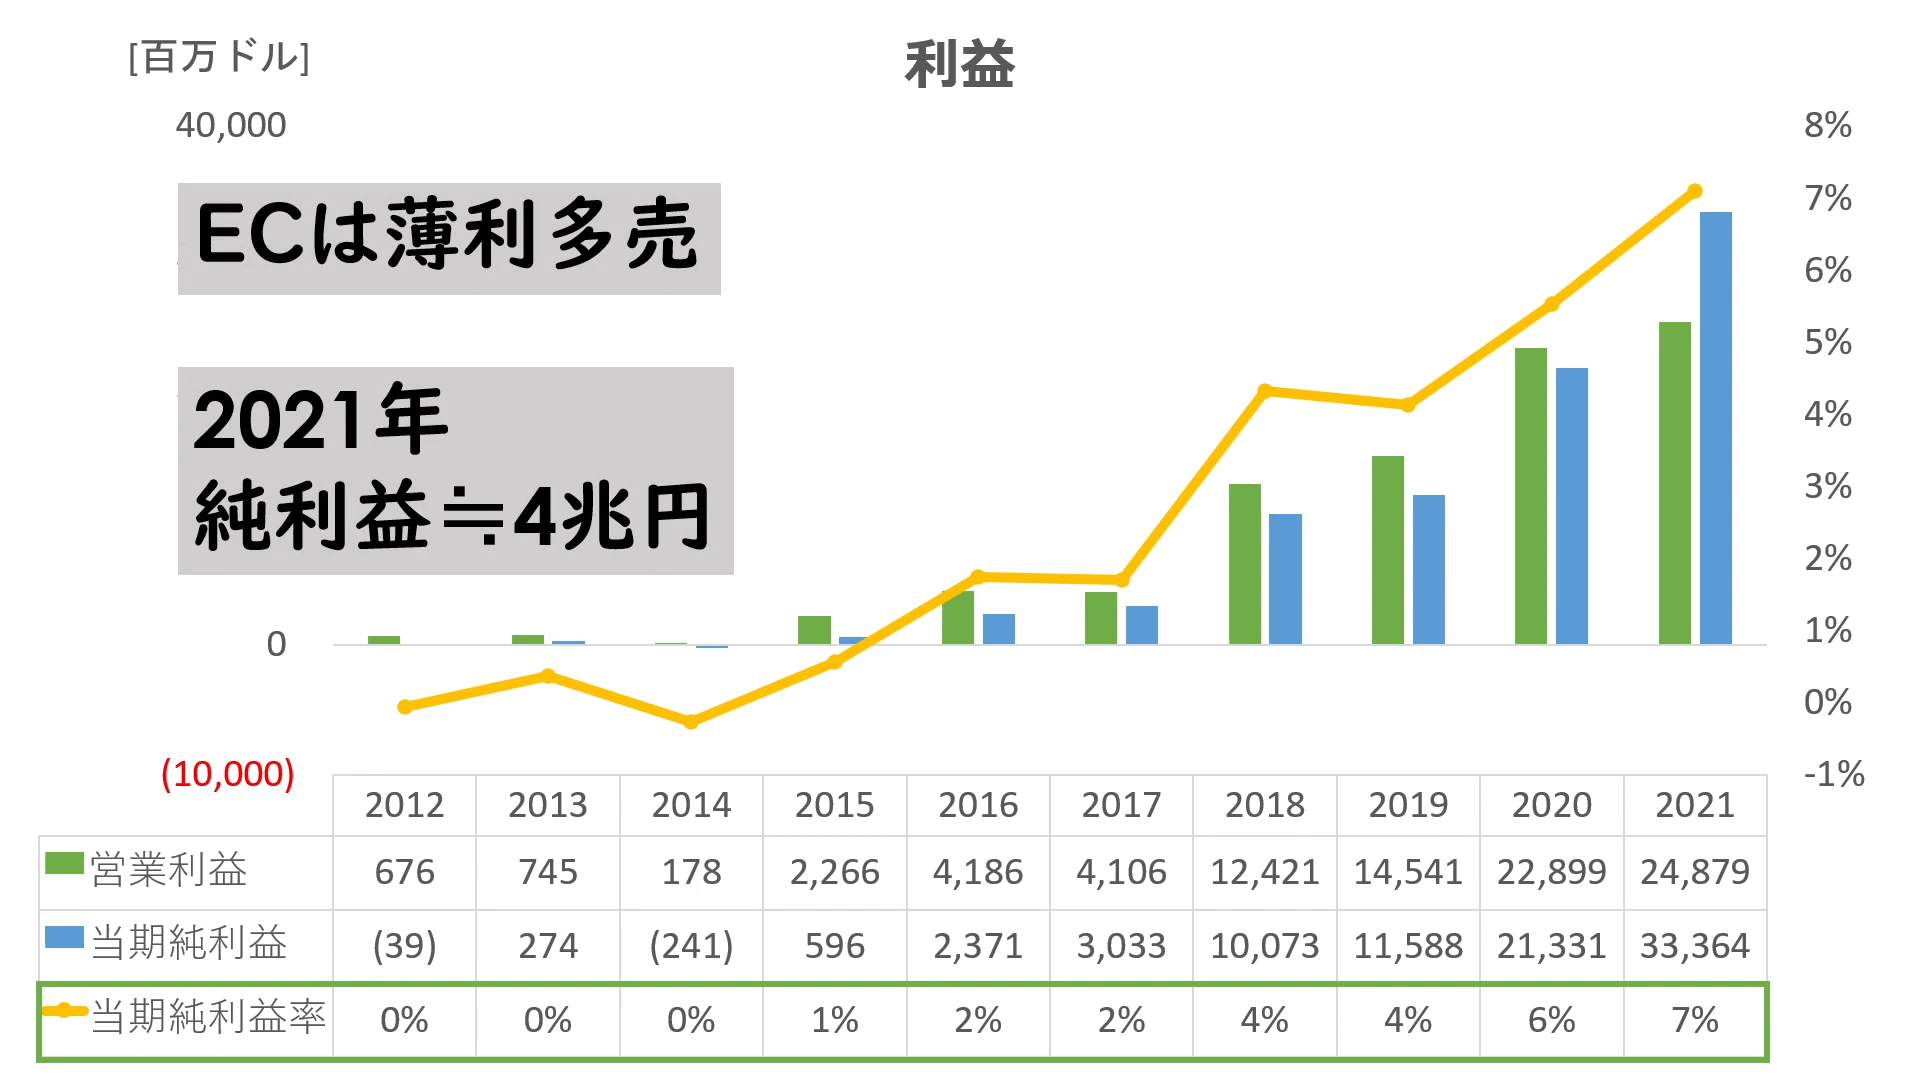 [百万ドル]
利益
40,000
8%
7%
6%
5%
4%
3%
2%
1%
0%
-1%
ECは薄利多売
2021年
純利益≒4兆円
0
(10,000)
2012 2013 2014 2015 2016 2017 2018 2019 2020 2021
営業利益 676 745 178 2,266 4,186 4,106 12,421 14,541 22,899 24,879
当期純利益 (39) 274 (241) 596 2,371 3,033 10,073 11,588 21,331 33,364
当期純利益率 0% 0% 0% 1% 2% 2% 4% 4% 6% 7%